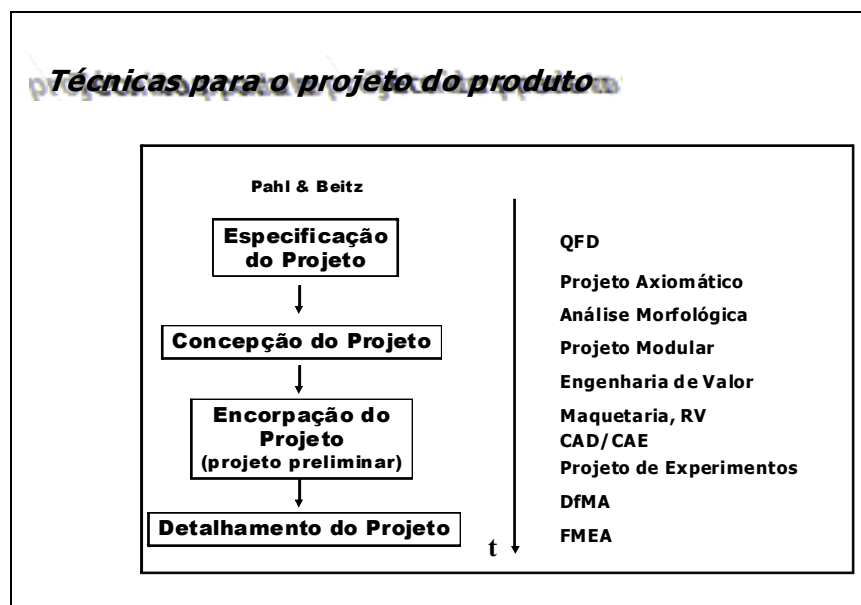 Técnicas para o projeto do produto
Pahl & Beitz
Especificação
do Projeto
Concepção do Projeto
Encorpação do
Projeto
(projeto preliminar)
Detalhamento do Projeto
t
QFD
Projeto Axiomático
Análise Morfológica
Projeto Modular
Engenharia de Valor
Maquetaria, RV
CAD/CAE
Projeto de Experimentos
DfMA
FMEA